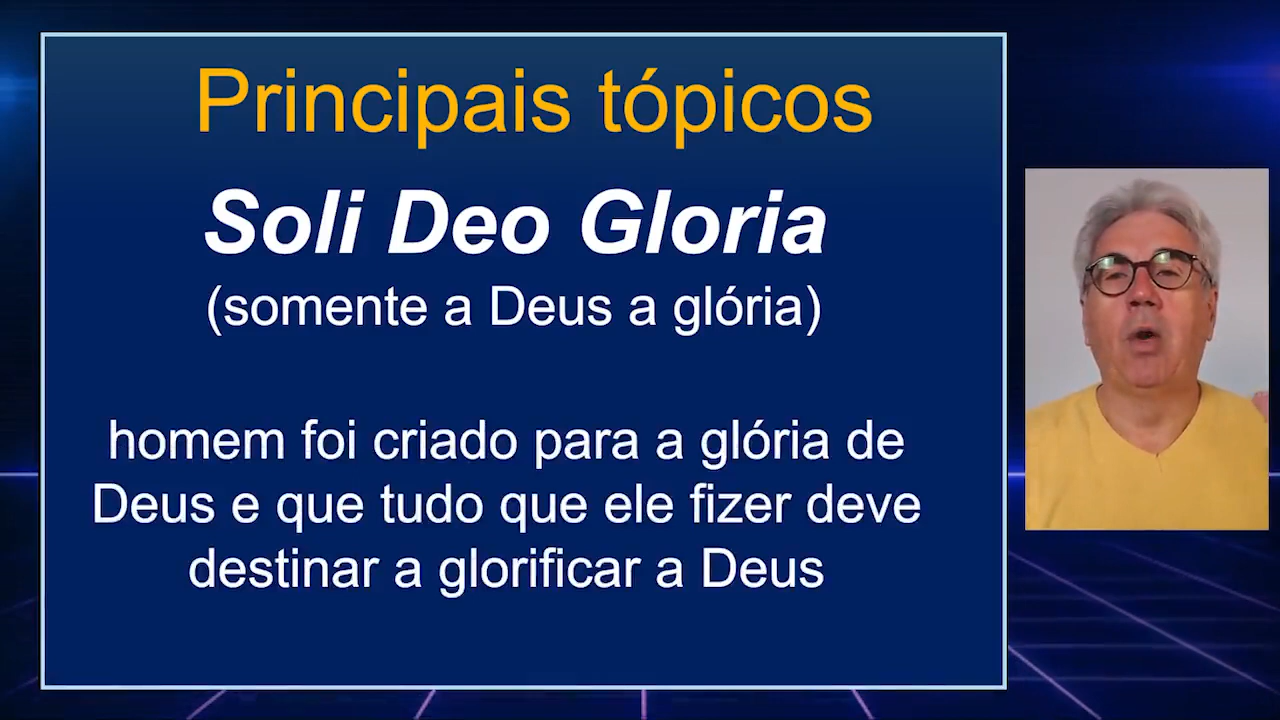 Principais tópicos
Soli Deo Gloria
(somente a Deus a glória)
homem foi criado para a glória de
Deus e que tudo que ele fizer deve
destinar a glorificar a Deus